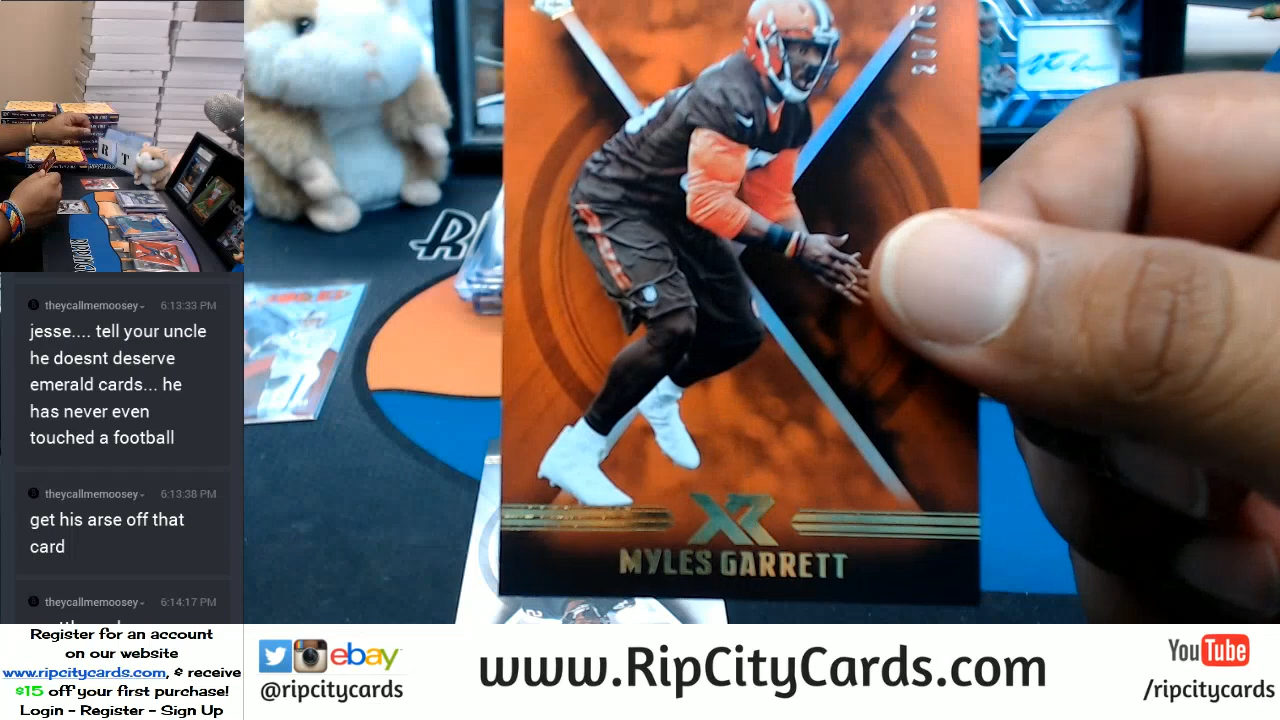 theycallmemoosey 6:13:33 PM
jesse.... tell your uncle
he doesnt deserve
emerald cards... he
has never even
touched a football
theycallmemoosey 6:13:38 PM
get his arse off that
card
theycallmemoosey 6:14:17 PM
Register for an account
on our website
www.ripcitycards.com, & receive
$15 off your first purchase!
Login - Register - Sign Up
XR
MYLES GARRETT
ebay
@ripcitycards
www.RipCityCards.com
YouTube
/ripcitycards